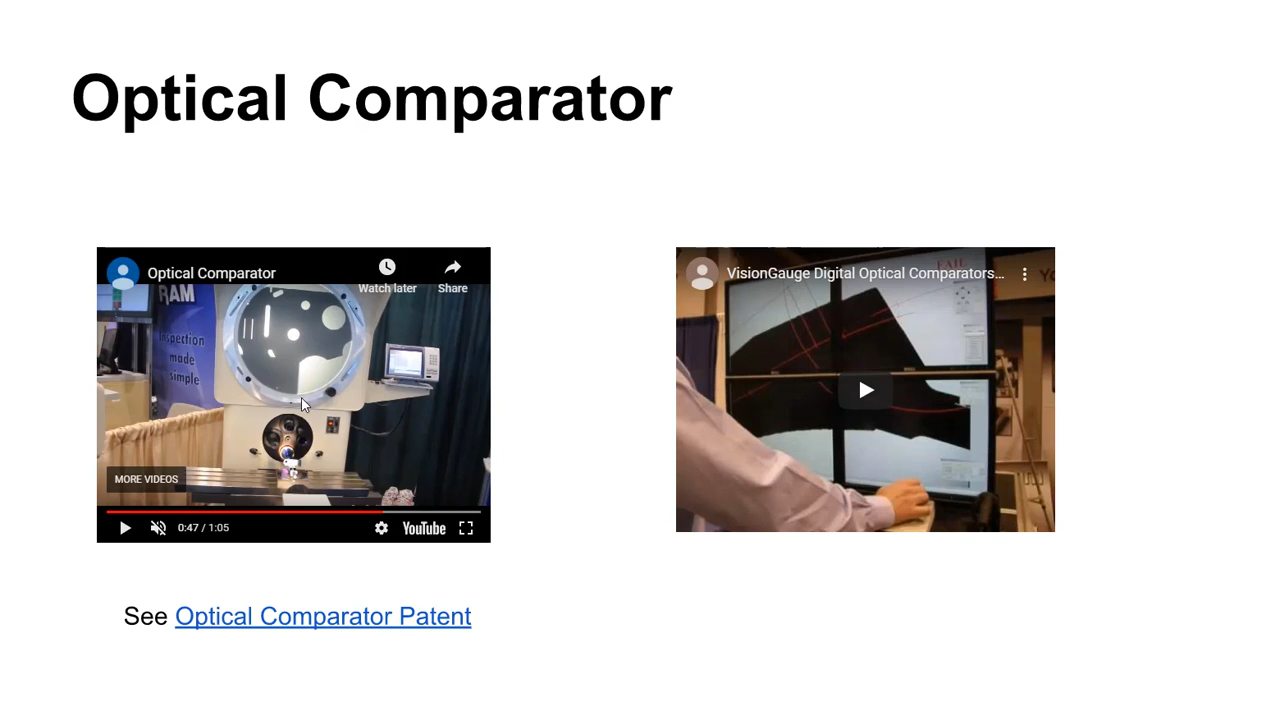 Optical Comparator
Optical Comparator
Watch later
Share
RAM
Inspection
made
simple
MORE VIDEOS
0:47 / 1:05
YouTube
VisionGauge Digital Optical Comparators...
FAIL
See Optical Comparator Patent